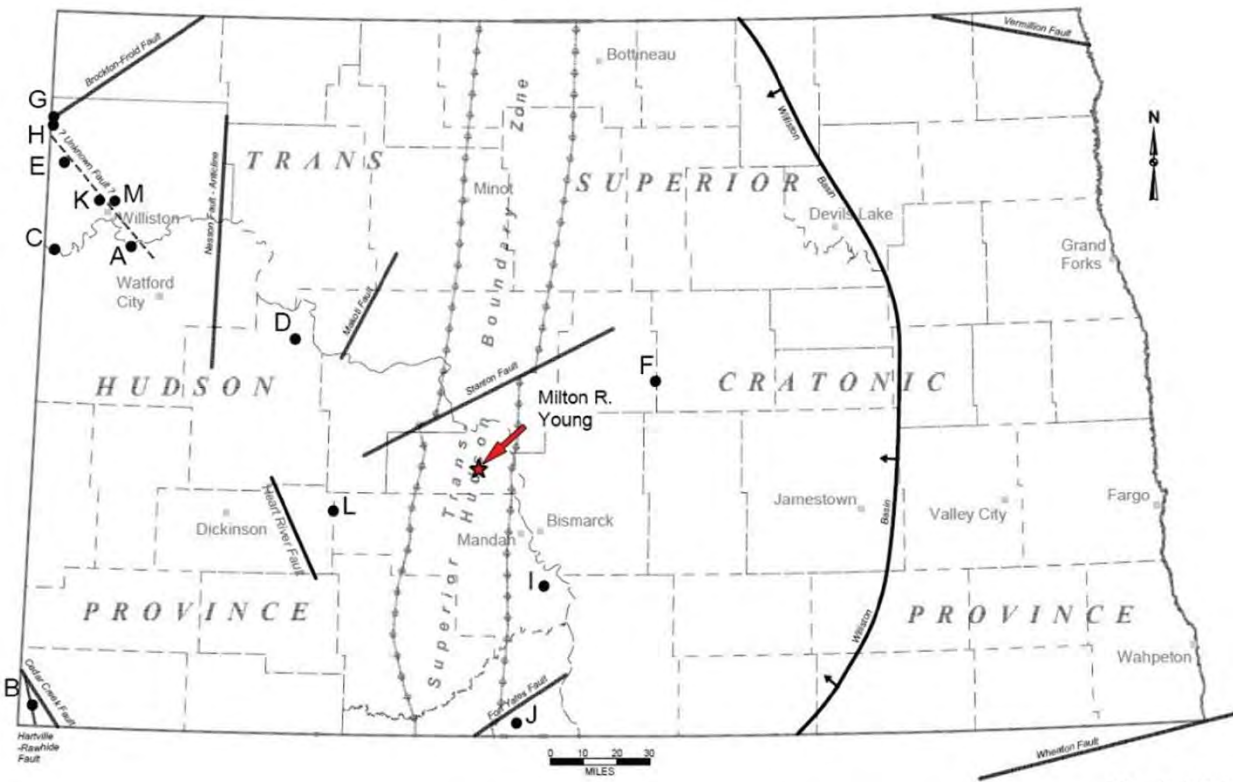 Vermillion Fault
Brockton-Froid Fault
Bottineau
Zone
G
H
? Unknown Fault ?
E
K
M
Williston
C
A
Watford
City
Nesson Fault - Anticline
TRANS
SUPERIOR
Minot
Williston
Basin
Devils Lake
N
Grand
Forks
Boundary
D
Makoti Fault
HUDSON
Stanton Fault
F
CRATONIC
Milton R.
Young
Trans
Hudson
Superior
Heart River Fault
L
Dickinson
Mandan
Bismarck
Jamestown
Basin
Valley City
Fargo
I
PROVINCE
PROVINCE
Williston
Wahpeton
B
Cedar Creek Fault
Hartville
-Rawhide
Fault
Fort Yates Fault
J
0 10 20 30
MILES
Wheaton Fault